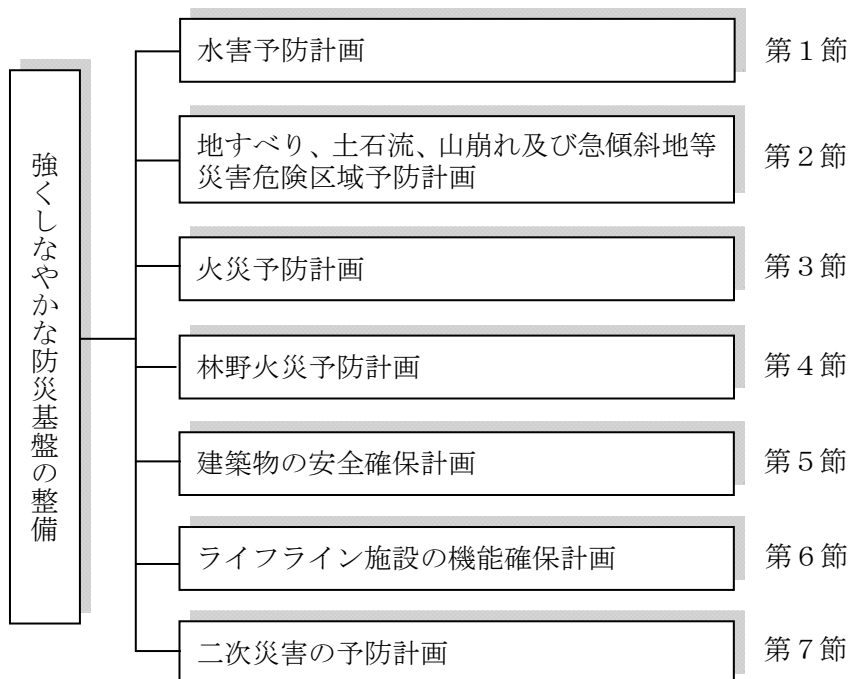 強くしなやかな防災基盤の整備
水害予防計画
第１節
地すべり、土石流、山崩れ及び急傾斜地等
災害危険区域予防計画
第２節
火災予防計画
第３節
林野火災予防計画
第４節
建築物の安全確保計画
第５節
ライフライン施設の機能確保計画
第６節
二次災害の予防計画
第７節